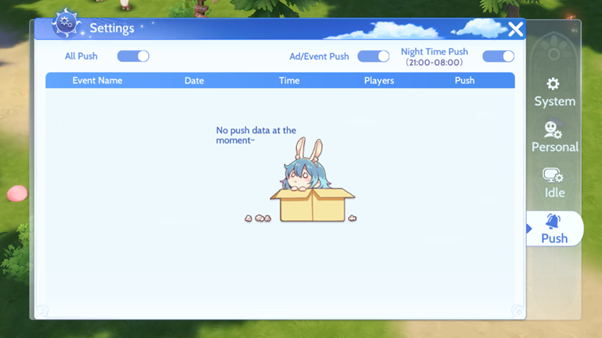 Settings
All Push
Ad/Event Push
Night Time Push
(21:00-08:00)
Event Name Date Time Players Push
No push data at the
moment~
System
Personal
Idle
Push